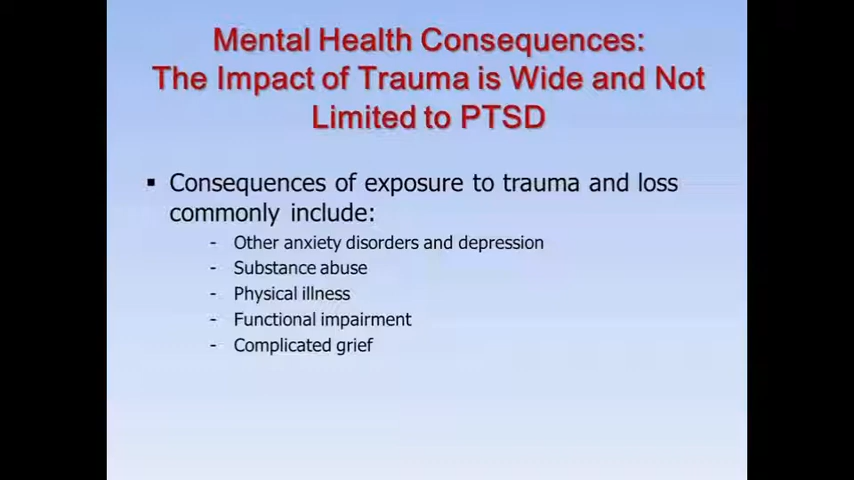 Mental Health Consequences:
The Impact of Trauma is Wide and Not
Limited to PTSD
▪ Consequences of exposure to trauma and loss
commonly include:
- Other anxiety disorders and depression
- Substance abuse
- Physical illness
- Functional impairment
- Complicated grief